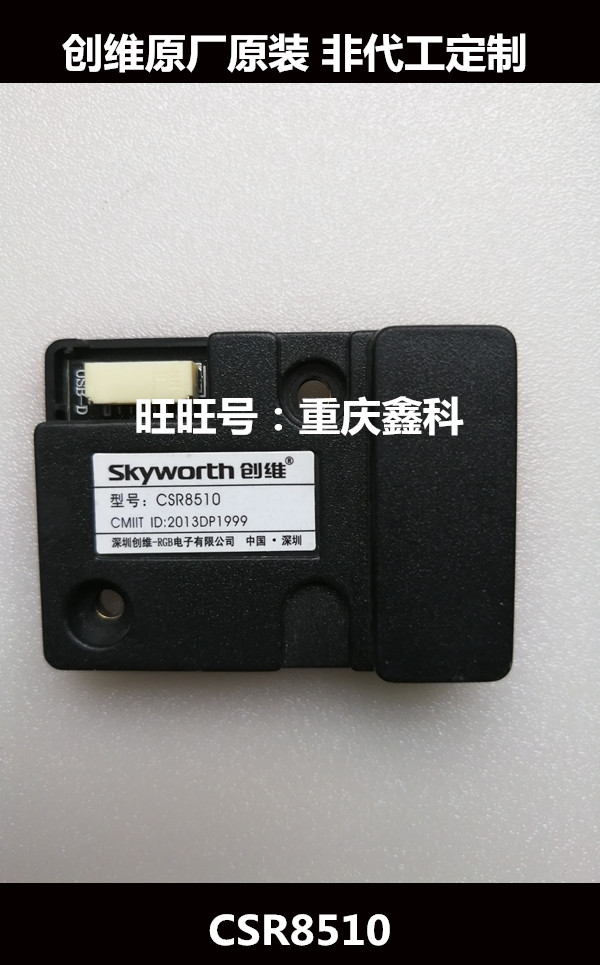 创维原厂原装 非代工定制
USB-D
旺旺号：重庆鑫科
Skyworth 创维®
型号：CSR8510
CMIIT ID:2013DP1999
深圳创维-RGB电子有限公司 中国·深圳
CSR8510